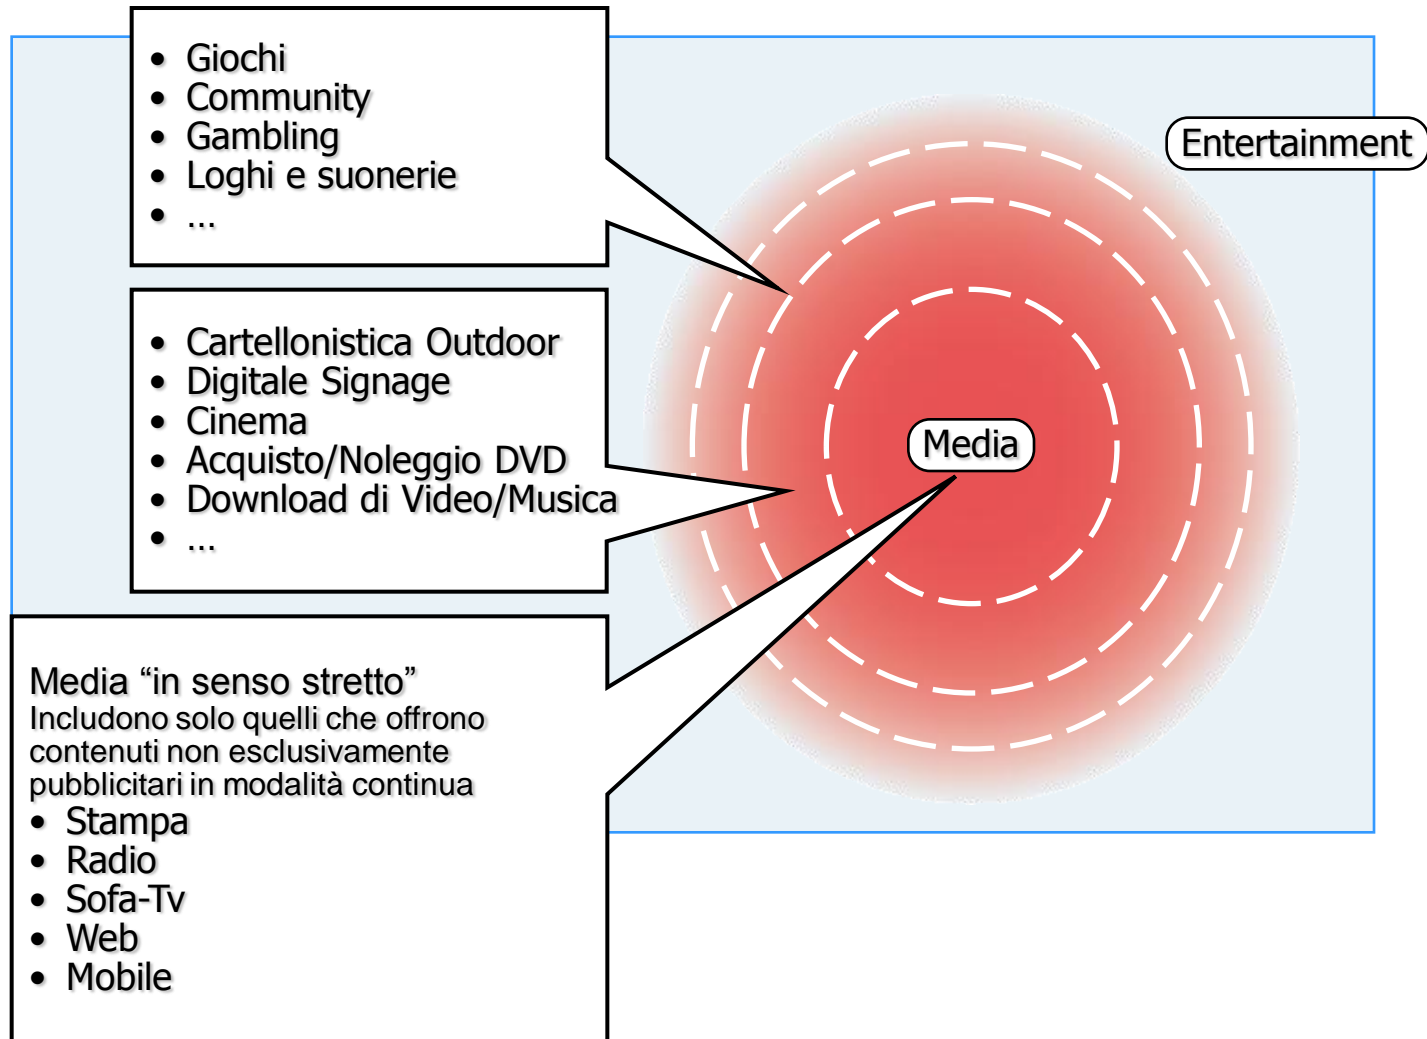 • Giochi
• Community
• Gambling
• Loghi e suonerie
• ...
Entertainment
• Cartellonistica Outdoor
• Digitale Signage
• Cinema
• Acquisto/Noleggio DVD
• Download di Video/Musica
• ...
Media
Media “in senso stretto”
Includono solo quelli che offrono
contenuti non esclusivamente
pubblicitari in modalità continua
• Stampa
• Radio
• Sofa-Tv
• Web
• Mobile